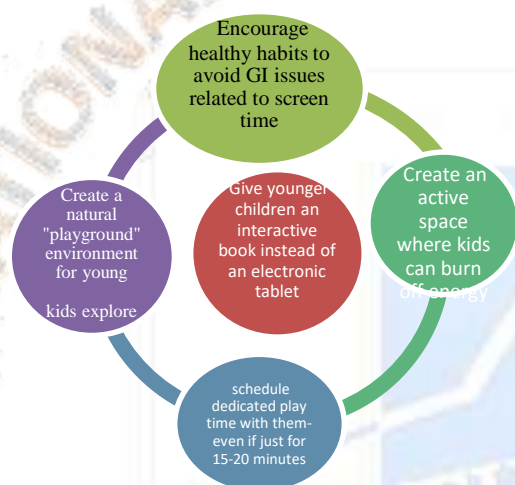 Encourage
healthy habits to
avoid GI issues
related to screen
time
Create an
active
space
where kids
can burn
off energy
schedule
dedicated play
time with them-
even if just for
15-20 minutes
Create a
natural
"playground"
environment
for young
kids explore
Give younger
children an
interactive
book instead of
an electronic
tablet